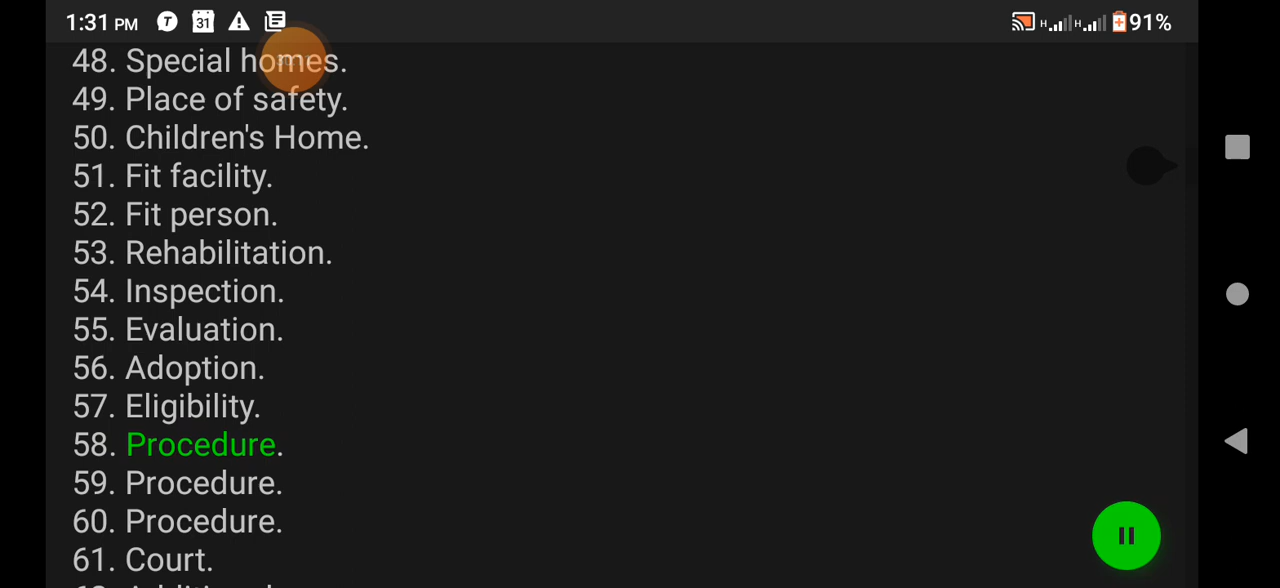 1:31 PM T 31 H H 91%
48. Special homes.
49. Place of safety.
50. Children's Home.
51. Fit facility.
52. Fit person.
53. Rehabilitation.
54. Inspection.
55. Evaluation.
56. Adoption.
57. Eligibility.
58. Procedure.
59. Procedure.
60. Procedure.
61. Court.